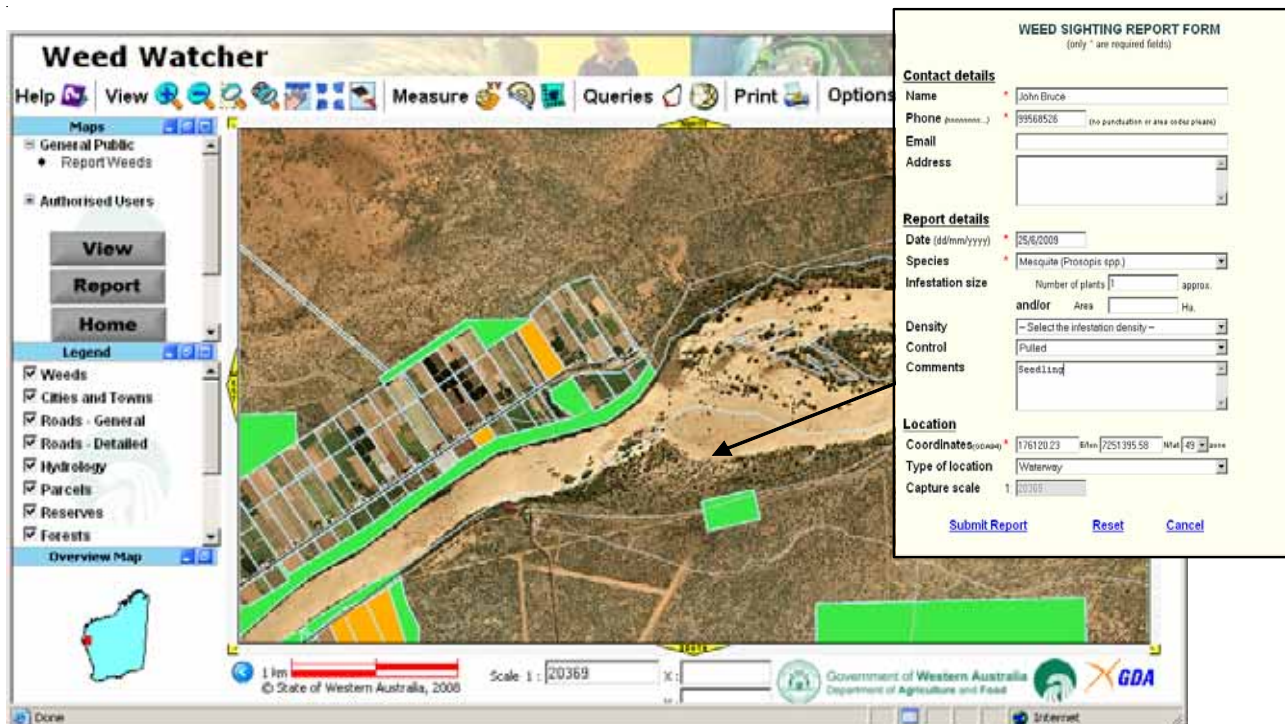 Weed Watcher
Help View Measure Queries Print Options
Maps
General Public
Report Weeds
Authorised Users
View
Report
Home
Legend
Weeds
Cities and Towns
Roads - General
Roads - Detailed
Hydrology
Parcels
Reserves
Forests
Overview Map
1 km
© State of Western Australia, 2008
Scale 1 : 20369
X :
Government of Western Australia
Department of Agriculture and Food
GDA
Done
Internet
WEED SIGHTING REPORT FORM
(only * are required fields)
Contact details
Name * John Bruce
Phone * 99568526 (no punctuation or area codes please)
Email
Address
Report details
Date (dd/mm/yyyy) * 25/6/2009
Species * Mesquite (Prosopis spp.)
Infestation size Number of plants 1 approx.
and/or Area Ha.
Density -- Select the infestation density --
Control Pulled
Comments Seedling
Location
Coordinates(GDA94) * 176120.23 E/lon 7251395.58 N/lat 49 zone
Type of location Waterway
Capture scale 1: 20369
Submit Report Reset Cancel